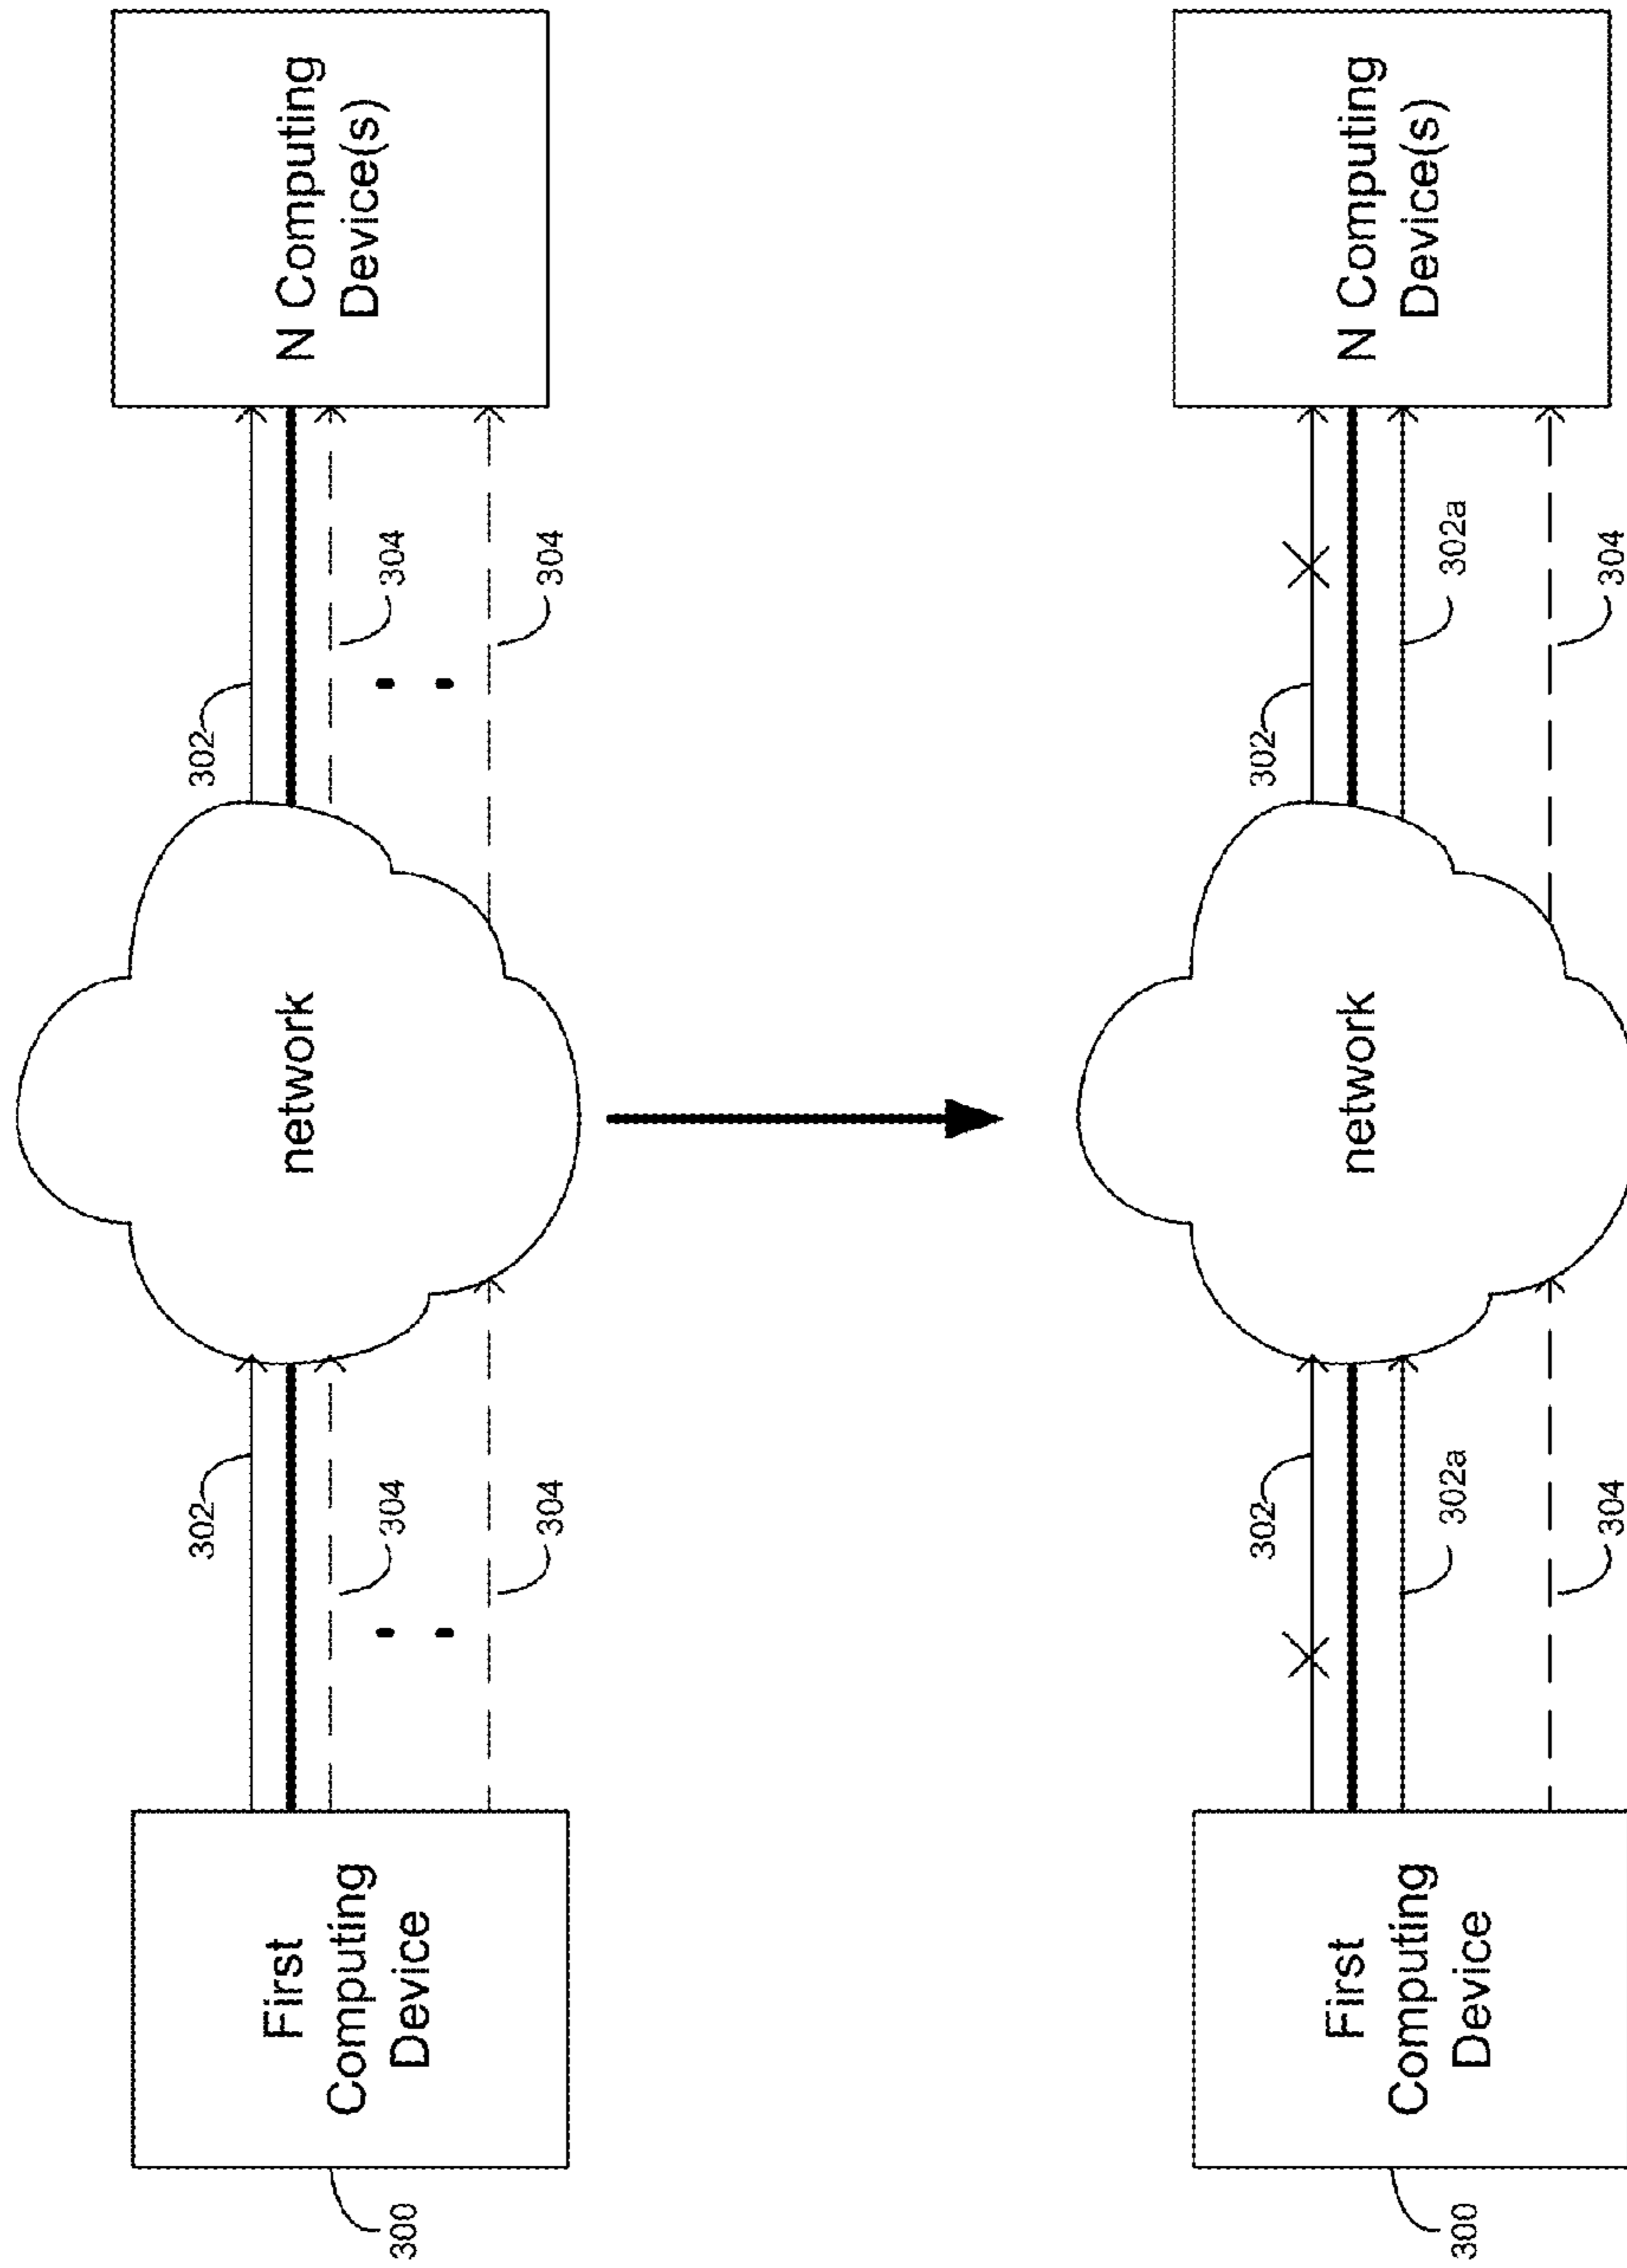 N Computing
Device(s)
302
304
304
network
302
304
304
First
Computing
Device
300
N Computing
Device(s)
302
302a
304
network
302
302a
304
First
Computing
Device
300